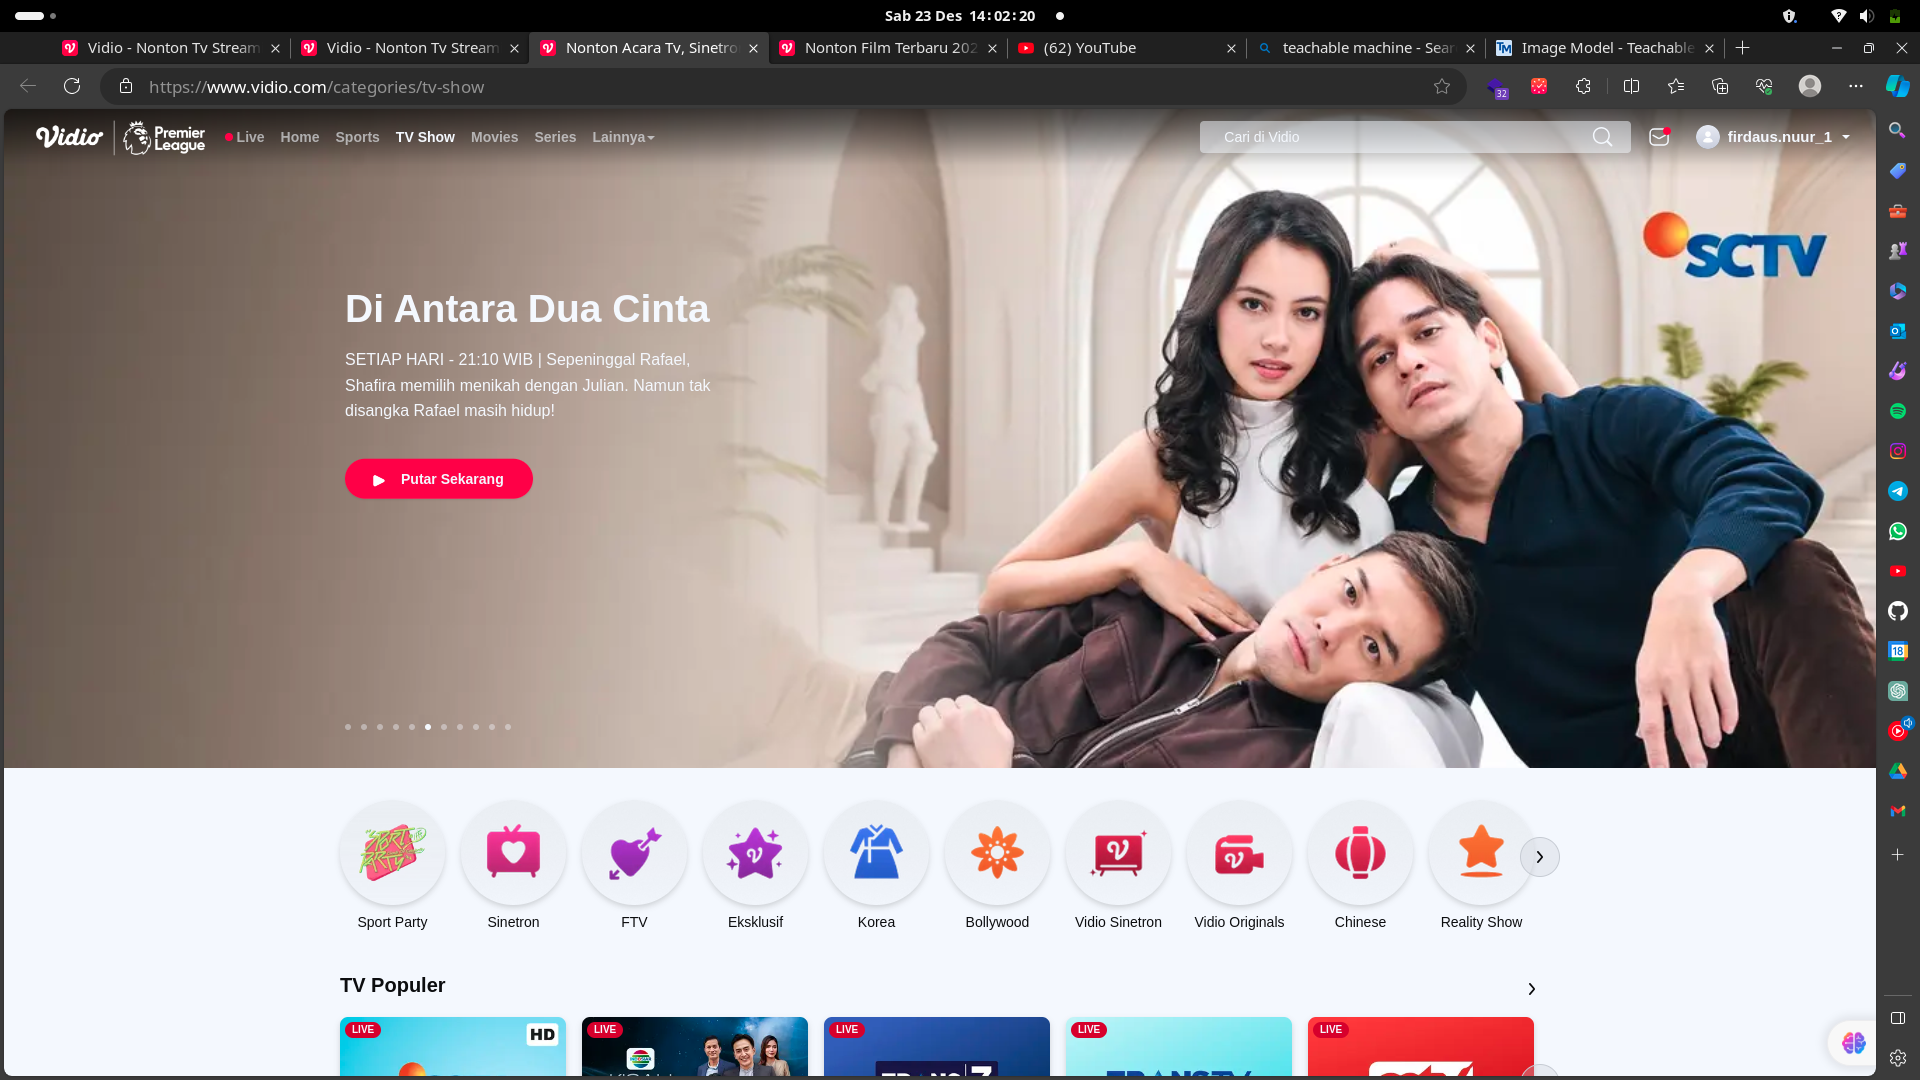 Sab 23 Des 14:02:20
Vidio - Nonton Tv Stream
Vidio - Nonton Tv Stream
Nonton Acara Tv, Sinetro
Nonton Film Terbaru 202
(62) YouTube
teachable machine - Sear
Image Model - Teachable
https://www.vidio.com/categories/tv-show
32
Vidio
Premier League
Live
Home
Sports
TV Show
Movies
Series
Lainnya
Cari di Vidio
firdaus.nuur_1
SCTV
Di Antara Dua Cinta
SETIAP HARI - 21:10 WIB | Sepeninggal Rafael,
Shafira memilih menikah dengan Julian. Namun tak
disangka Rafael masih hidup!
Putar Sekarang
18
SPORT PARTY
Sport Party
Sinetron
FTV
Eksklusif
Korea
Bollywood
Vidio Sinetron
Vidio Originals
Chinese
Reality Show
TV Populer
LIVE
HD
LIVE
LIVE
LIVE
LIVE